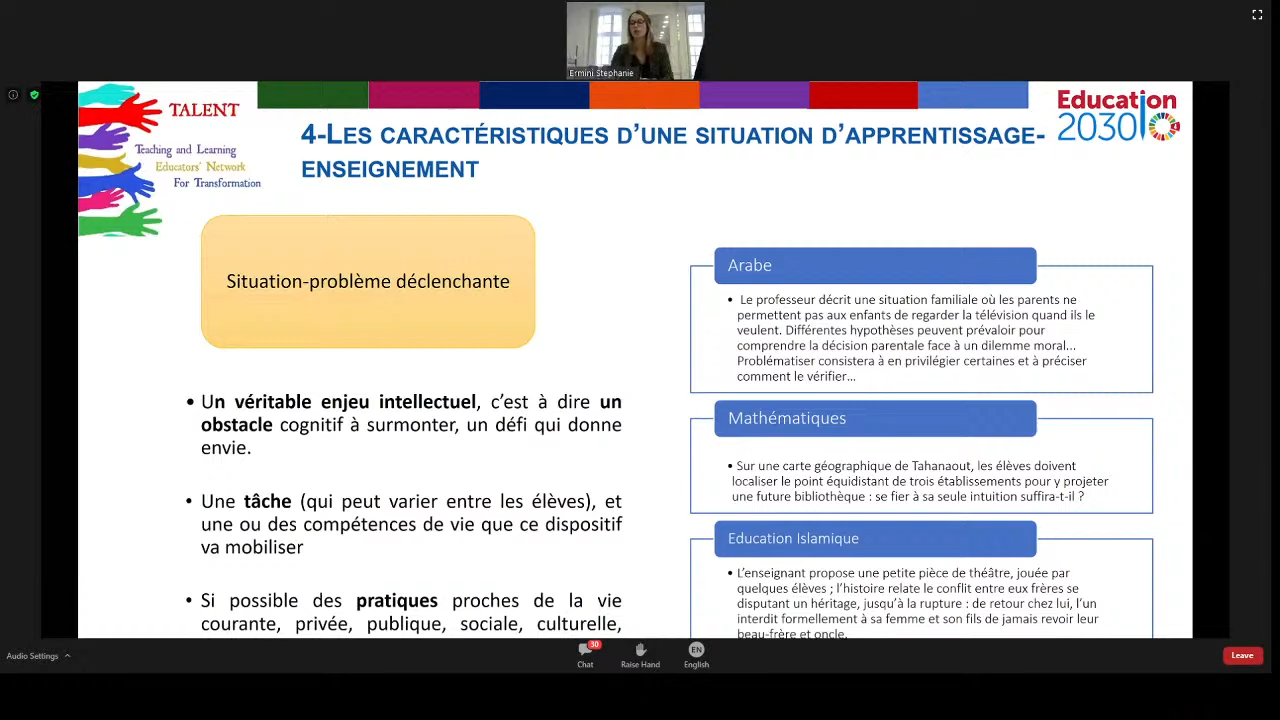 Ermini Stephanie
TALENT
Teaching and Learning
Educators' Network
For Transformation
Education
2030
4-LES CARACTÉRISTIQUES D'UNE SITUATION D'APPRENTISSAGE-
ENSEIGNEMENT
Situation-problème déclenchante
• Un véritable enjeu intellectuel, c'est à dire un
obstacle cognitif à surmonter, un défi qui donne
envie.
• Une tâche (qui peut varier entre les élèves), et
une ou des compétences de vie que ce dispositif
va mobiliser
• Si possible des pratiques proches de la vie
courante, privée, publique, sociale, culturelle,
Arabe
• Le professeur décrit une situation familiale où les parents ne
permettent pas aux enfants de regarder la télévision quand ils le
veulent. Différentes hypothèses peuvent prévaloir pour
comprendre la décision parentale face à un dilemme moral...
Problématiser consistera à en privilégier certaines et à préciser
comment le vérifier...
Mathématiques
• Sur une carte géographique de Tahanaout, les élèves doivent
localiser le point équidistant de trois établissements pour y projeter
une future bibliothèque : se fier à sa seule intuition suffira-t-il ?
Education Islamique
• L'enseignant propose une petite pièce de théâtre, jouée par
quelques élèves ; l'histoire relate le conflit entre eux frères se
disputant un héritage, jusqu'à la rupture : de retour chez lui, l'un
interdit formellement à sa femme et son fils de jamais revoir leur
beau-frère et oncle.
Audio Settings
30
Chat
Raise Hand
EN
English
Leave